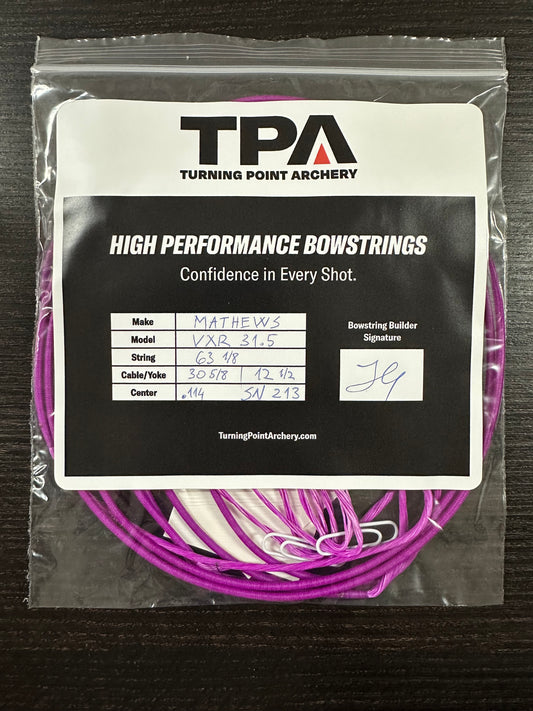 TPA
TURNING POINT ARCHERY
HIGH PERFORMANCE BOWSTRINGS
Confidence in Every Shot.
Make MATHEWS
Model VXR 31.5
String 63 1/8
Cable/Yoke 30 5/8 | 12 1/2
Center .114 SN 213
Bowstring Builder
Signature
TurningPointArchery.com